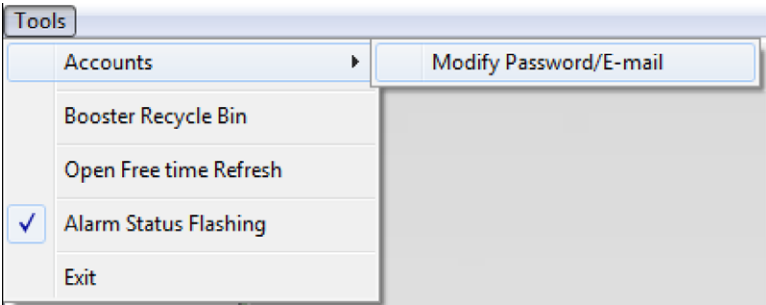 Tools
Accounts
Modify Password/E-mail
Booster Recycle Bin
Open Free time Refresh
Alarm Status Flashing
Exit